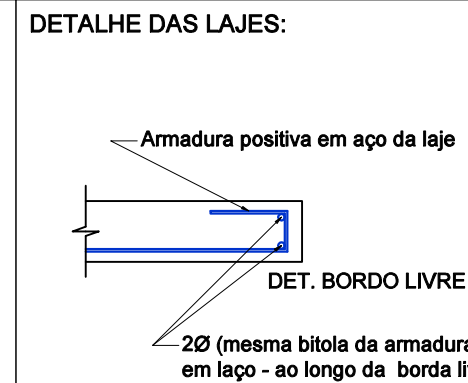 DETALHE DAS LAJES:
Armadura positiva em aço da laje
DET. BORDO LIVRE
2Ø (mesma bitola da armadura
em laço - ao longo da borda